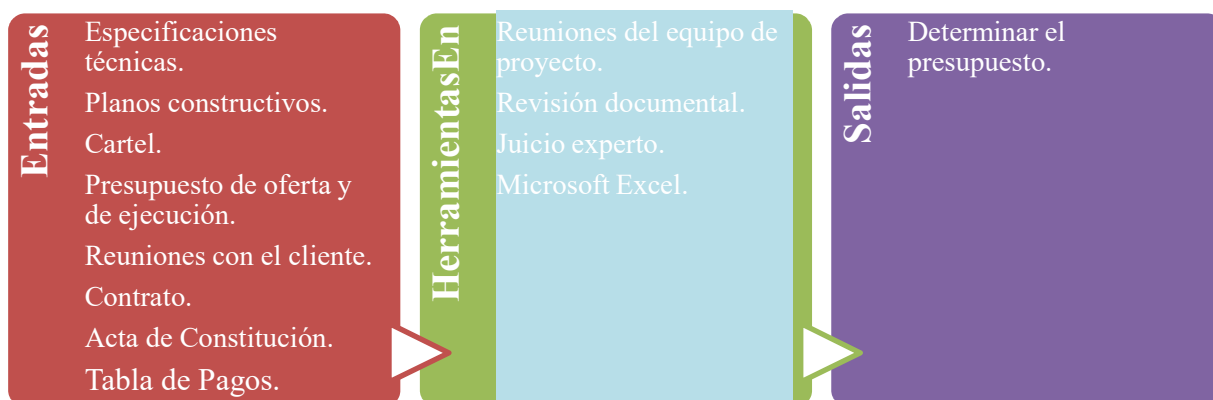 Entradas
Especificaciones
técnicas.
Planos constructivos.
Cartel.
Presupuesto de oferta y
de ejecución.
Reuniones con el cliente.
Contrato.
Acta de Constitución.
Tabla de Pagos.
HerramientasEn
Reuniones del equipo de
proyecto.
Revisión documental.
Juicio experto.
Microsoft Excel.
Salidas
Determinar el
presupuesto.